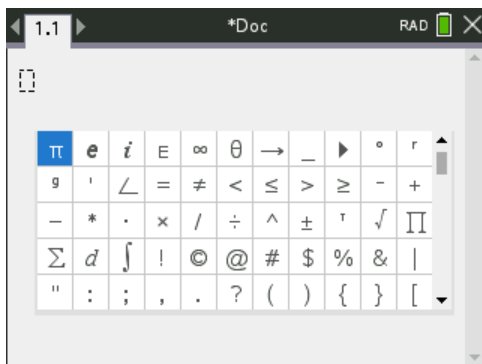 1.1 *Doc RAD
π e i E ∞ θ → _ ▶ ° ʳ
ᵍ ' ∠ = ≠ < ≤ > ≥ ⁻ +
− * · × / ÷ ^ ± ᵀ √ ∏
∑ d ∫ ! © @ # $ % & |
" : ; , . ? ( ) { } [